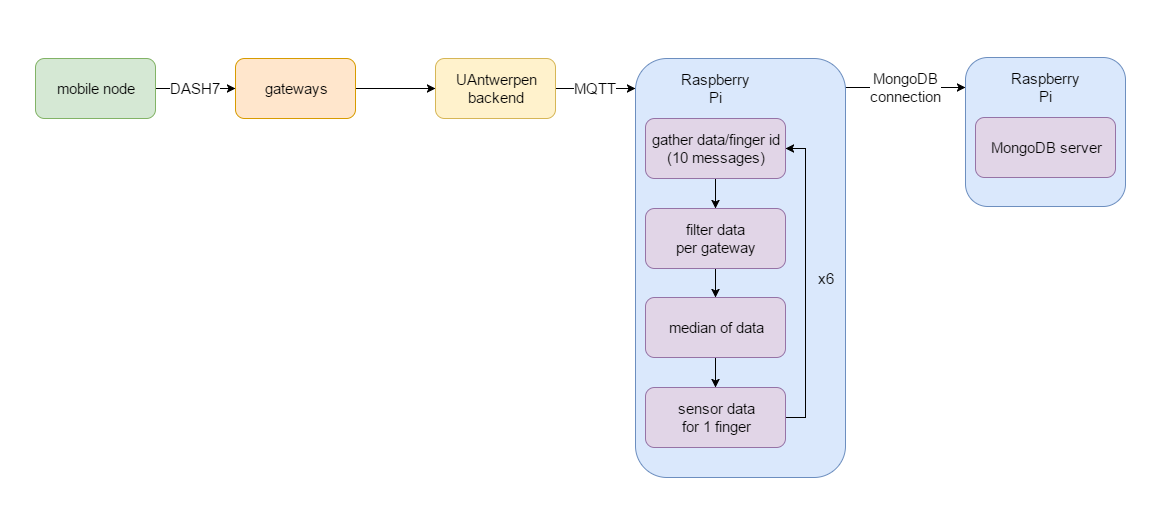 mobile node
DASH7
gateways
UAntwerpen
backend
MQTT
Raspberry
Pi
gather data/finger id
(10 messages)
filter data
per gateway
median of data
sensor data
for 1 finger
x6
MongoDB
connection
Raspberry
Pi
MongoDB server